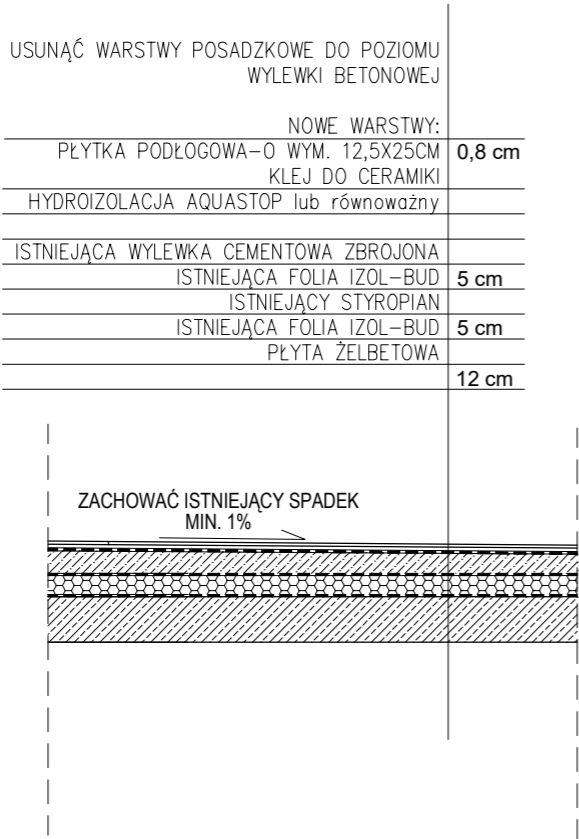 USUNĄĆ WARSTWY POSADZKOWE DO POZIOMU
WYLEWKI BETONOWEJ
NOWE WARSTWY:
PŁYTKA PODŁOGOWA-O WYM. 12,5X25CM 0,8 cm
KLEJ DO CERAMIKI
HYDROIZOLACJA AQUASTOP lub równoważny
ISTNIEJĄCA WYLEWKA CEMENTOWA ZBROJONA
ISTNIEJĄCA FOLIA IZOL-BUD 5 cm
ISTNIEJĄCY STYROPIAN
ISTNIEJĄCA FOLIA IZOL-BUD 5 cm
PŁYTA ŻELBETOWA
12 cm
ZACHOWAĆ ISTNIEJĄCY SPADEK
MIN. 1%